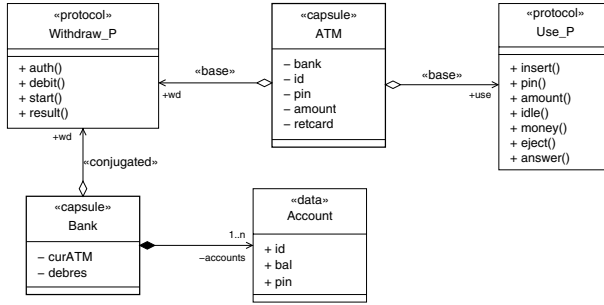 «protocol»
Withdraw_P
+ auth()
+ debit()
+ start()
+ result()
«base»
+wd
«capsule»
ATM
– bank
– id
– pin
– amount
– retcard
«base»
+use
«protocol»
Use_P
+ insert()
+ pin()
+ amount()
+ idle()
+ money()
+ eject()
+ answer()
+wd
«conjugated»
«capsule»
Bank
– curATM
– debres
1..n
–accounts
«data»
Account
+ id
+ bal
+ pin